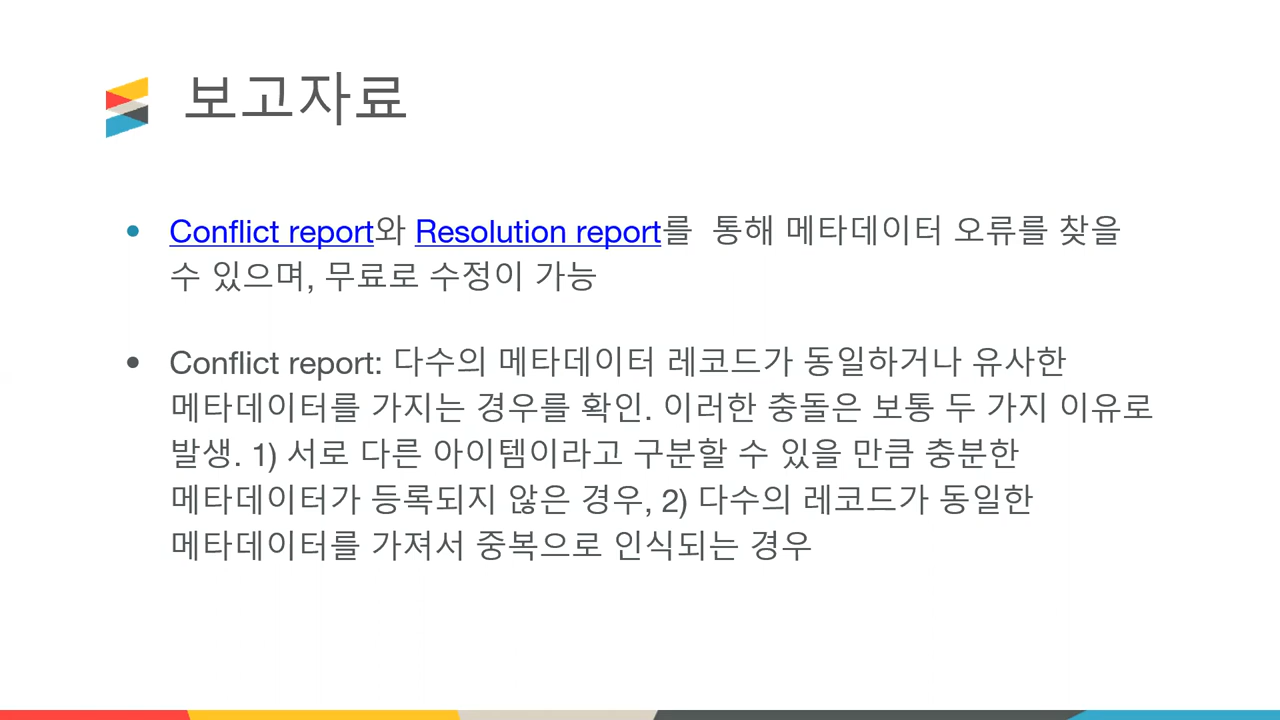 보고자료
• Conflict report와 Resolution report를 통해 메타데이터 오류를 찾을
수 있으며, 무료로 수정이 가능
• Conflict report: 다수의 메타데이터 레코드가 동일하거나 유사한
메타데이터를 가지는 경우를 확인. 이러한 충돌은 보통 두 가지 이유로
발생. 1) 서로 다른 아이템이라고 구분할 수 있을 만큼 충분한
메타데이터가 등록되지 않은 경우, 2) 다수의 레코드가 동일한
메타데이터를 가져서 중복으로 인식되는 경우